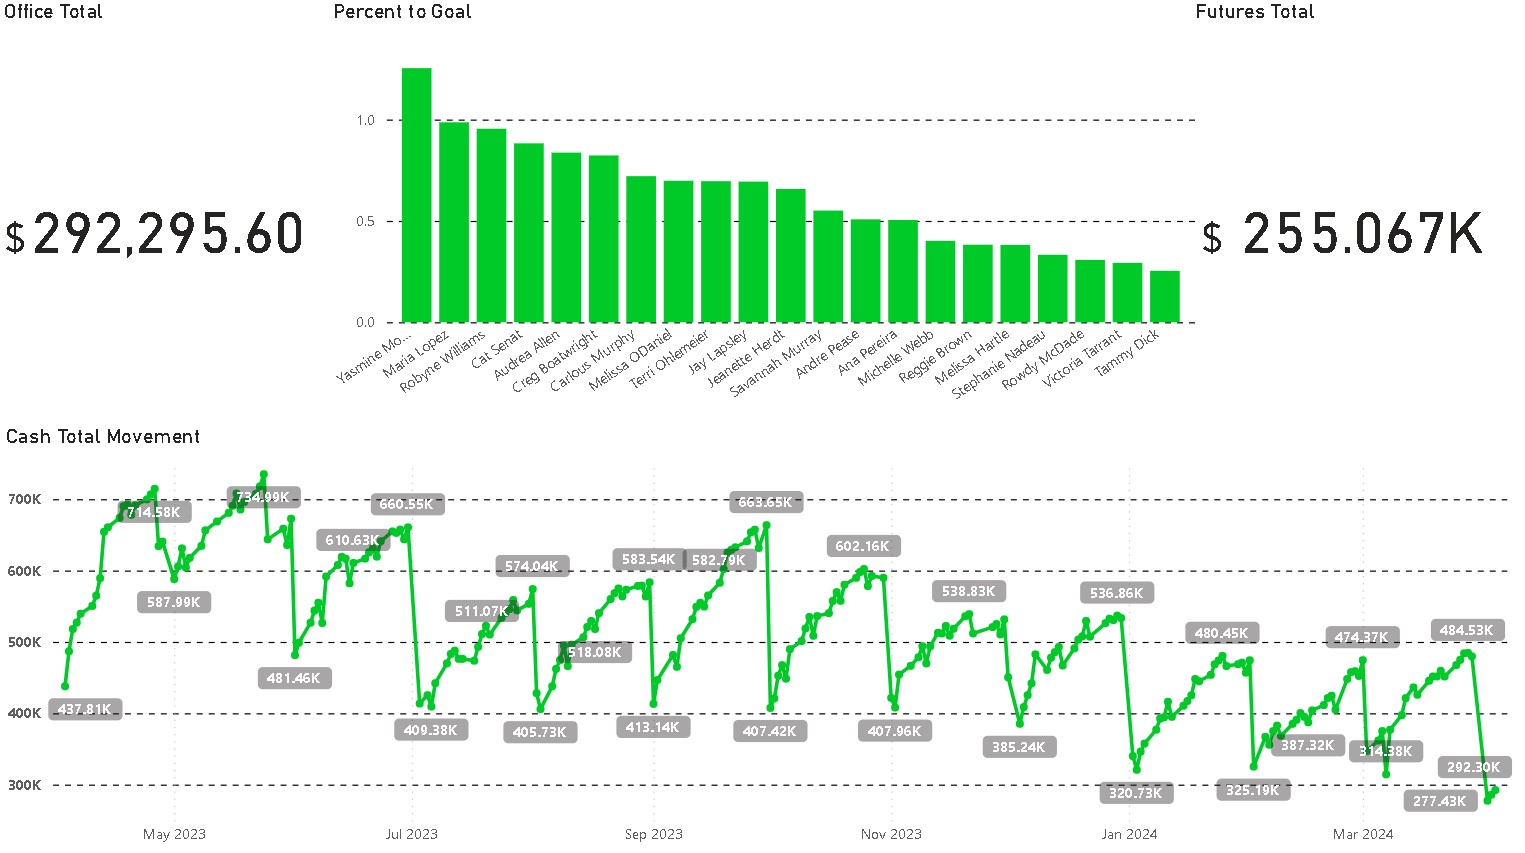 Office Total
Percent to Goal
Futures Total
1.0
0.5
0.0
$292,295.60
$ 255.067K
Yasmine Mo...
Maria Lopez
Robyne Williams
Cat Senat
Audrea Allen
Creg Boatwright
Carlous Murphy
Melissa ODaniel
Terri Ohlemeier
Jay Lapsley
Jeanette Herdt
Savannah Murray
Andre Pease
Ana Pereira
Michelle Webb
Reggie Brown
Melissa Hartle
Stephanie Nadeau
Rowdy McDade
Victoria Tarrant
Tammy Dick
Cash Total Movement
700K
600K
500K
400K
300K
437.81K
714.58K
587.99K
734.99K
481.46K
610.63K
660.55K
409.38K
511.07K
574.04K
405.73K
518.08K
583.54K
413.14K
582.79K
663.65K
407.42K
602.16K
407.96K
538.83K
385.24K
536.86K
320.73K
480.45K
325.19K
387.32K
474.37K
314.38K
484.53K
292.30K
277.43K
May 2023
Jul 2023
Sep 2023
Nov 2023
Jan 2024
Mar 2024